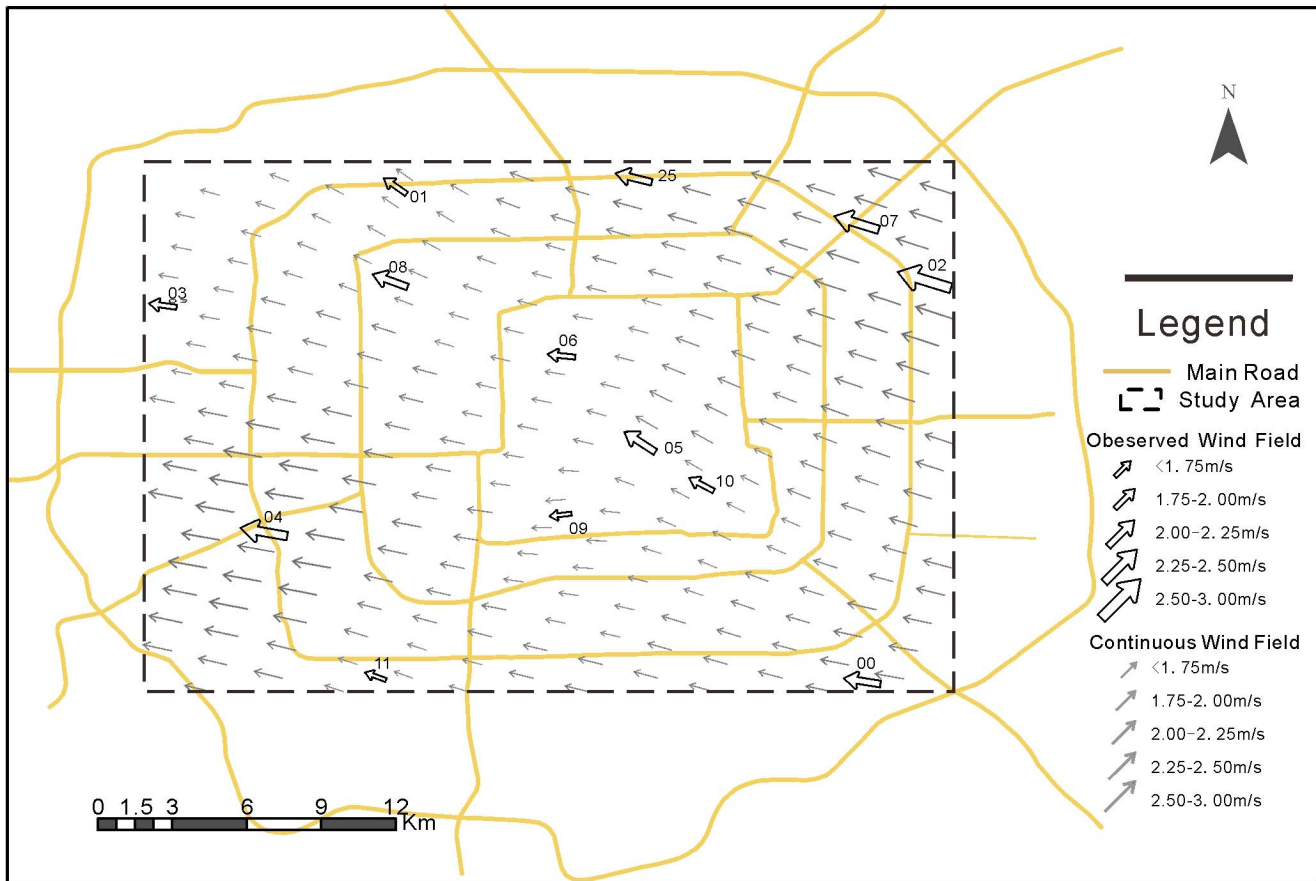 N
25
01
07
08
02
03
06
05
10
09
04
11
00
Legend
Main Road
Study Area
Obeserved Wind Field
<1.75m/s
1.75-2.00m/s
2.00-2.25m/s
2.25-2.50m/s
2.50-3.00m/s
Continuous Wind Field
<1.75m/s
1.75-2.00m/s
2.00-2.25m/s
2.25-2.50m/s
2.50-3.00m/s
0 1.5 3 6 9 12
Km